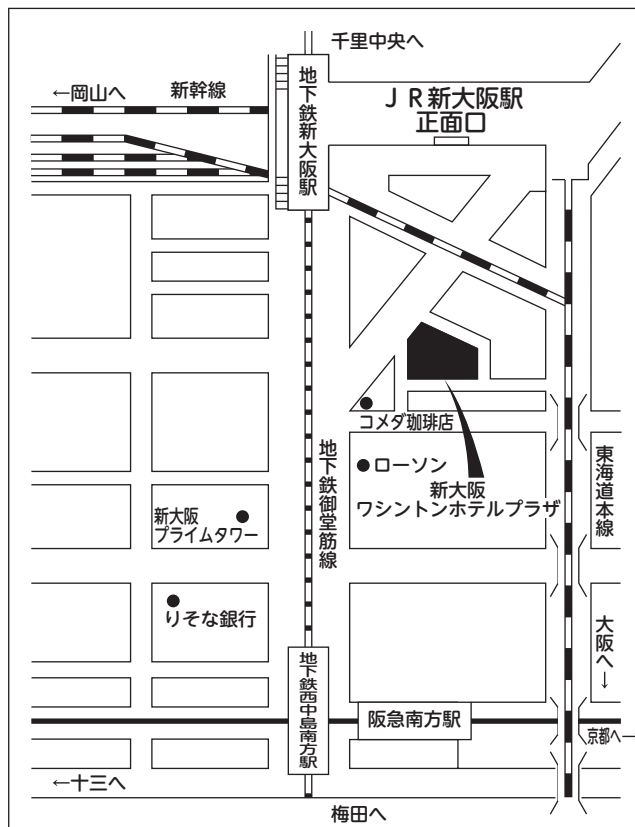 千里中央へ
←岡山へ
新幹線
地下鉄新大阪駅
JR新大阪駅
正面口
コメダ珈琲店
ローソン
新大阪
ワシントンホテルプラザ
地下鉄御堂筋線
東海道本線
新大阪
プライムタワー
りそな銀行
大阪へ→
地下鉄西中島南方駅
阪急南方駅
京都へ→
←十三へ
梅田へ